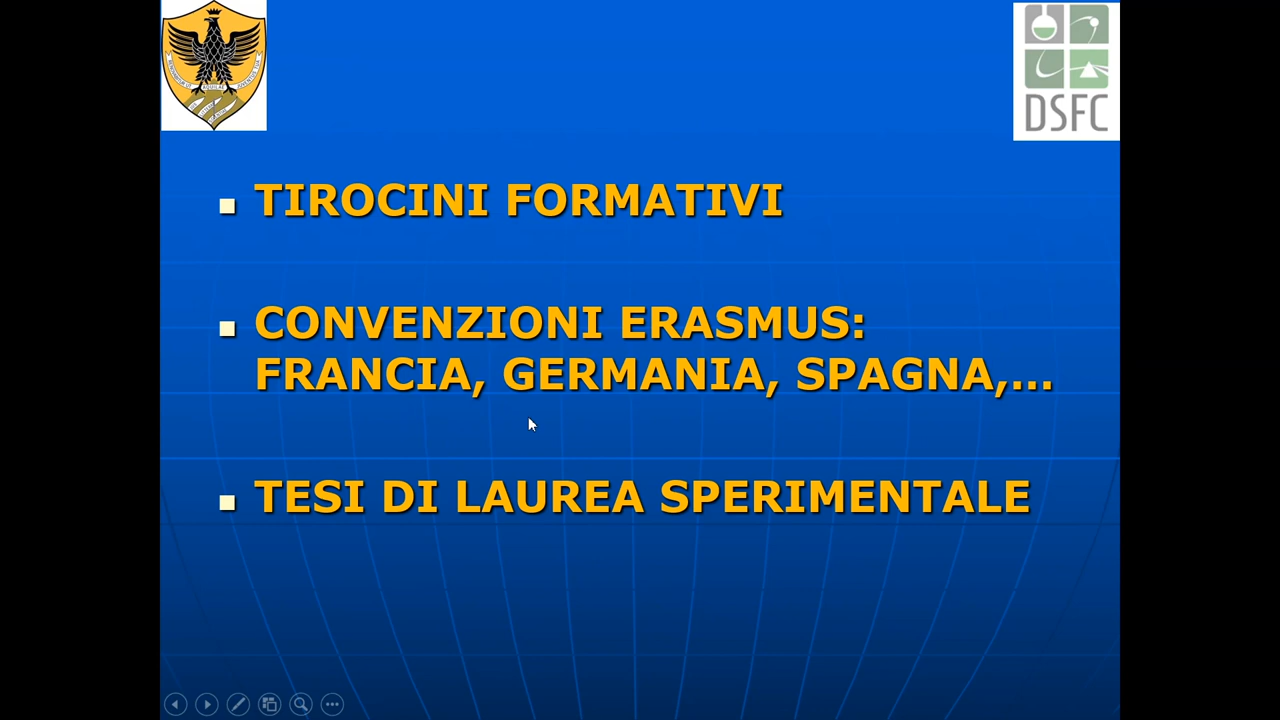 DSFC
TIROCINI FORMATIVI
CONVENZIONI ERASMUS:
FRANCIA, GERMANIA, SPAGNA,...
TESI DI LAUREA SPERIMENTALE